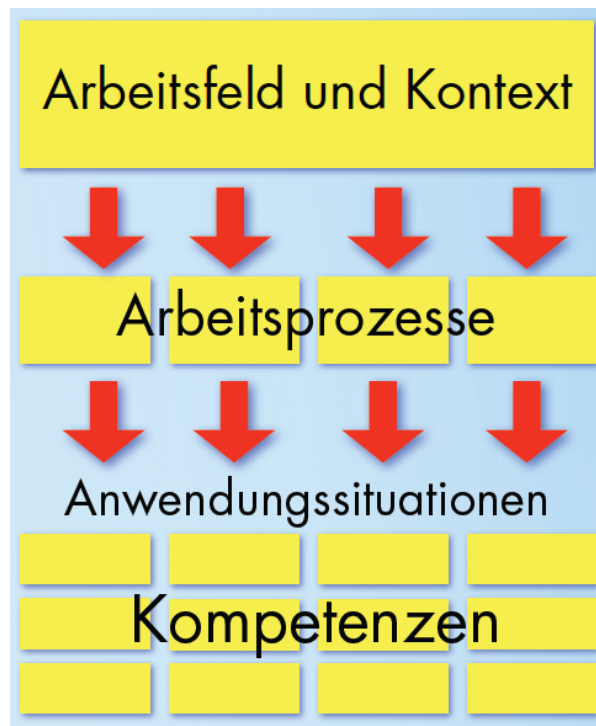 Arbeitsfeld und Kontext
Arbeitsprozesse
Anwendungssituationen
Kompetenzen